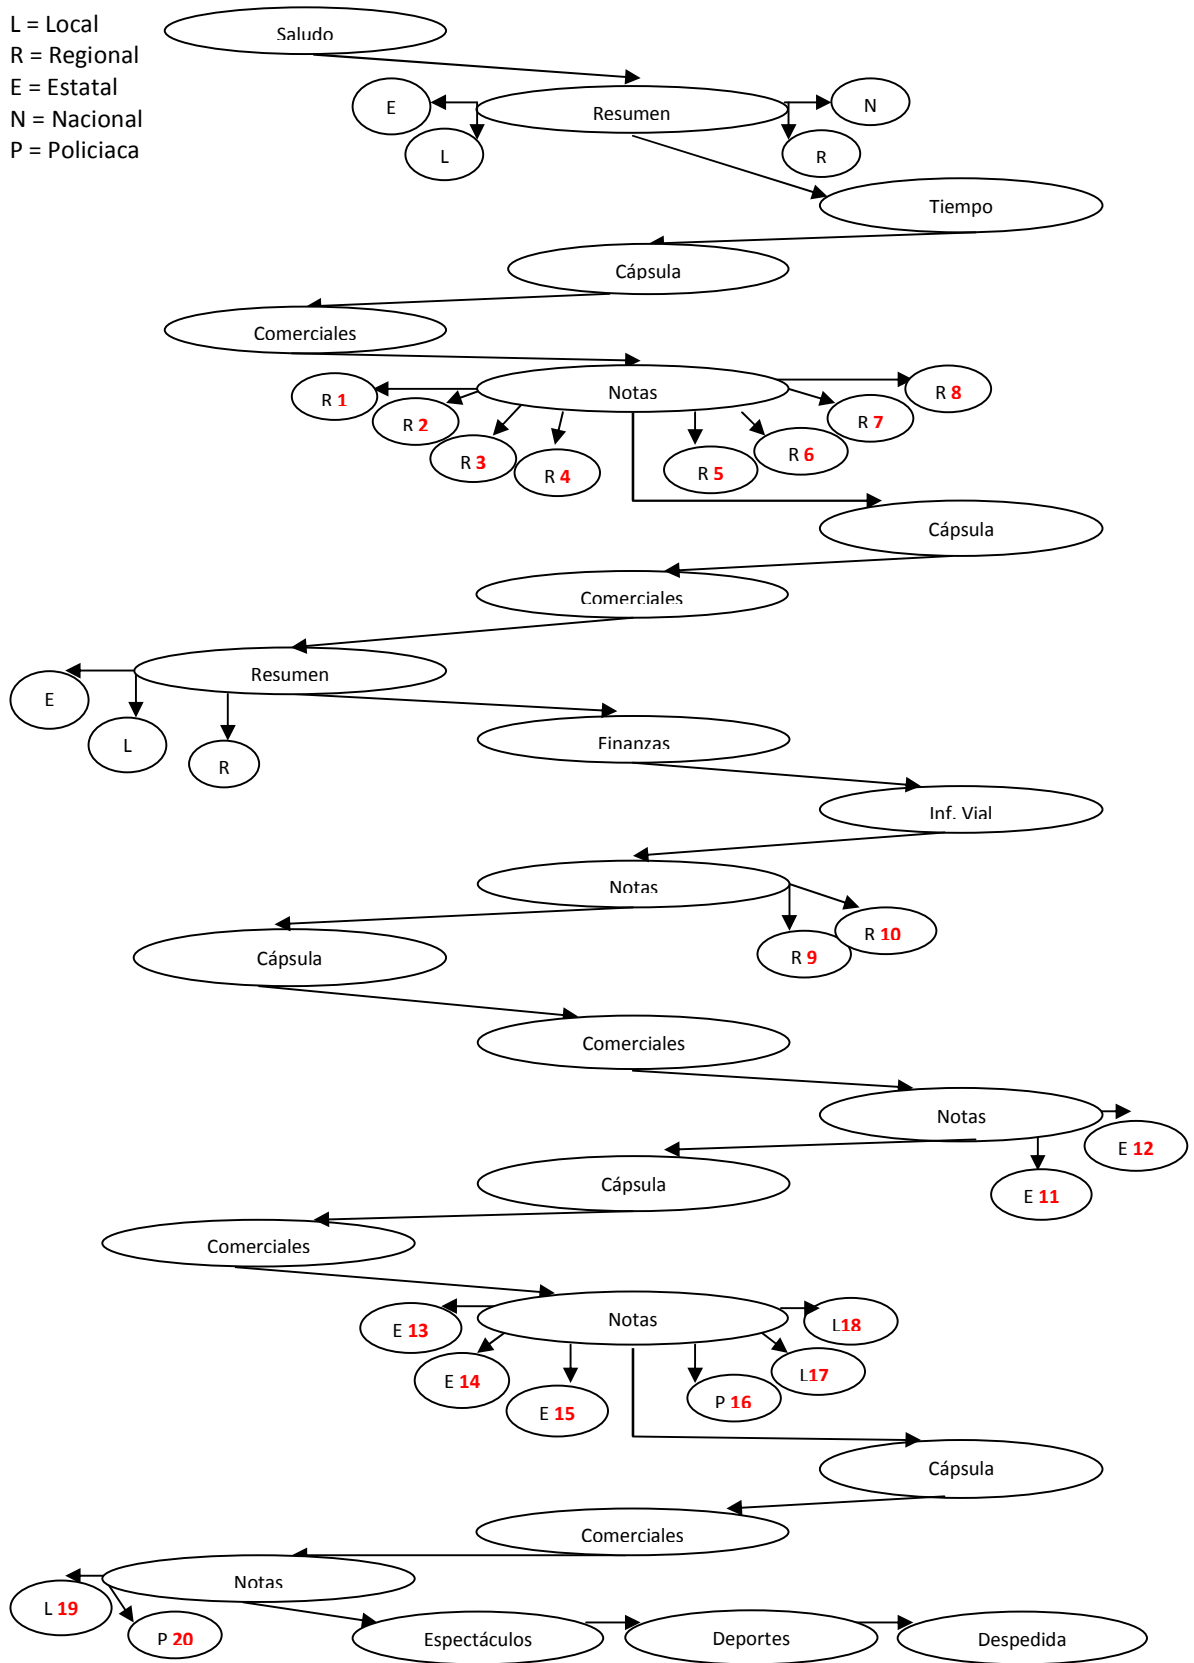 L = Local
R = Regional
E = Estatal
N = Nacional
P = Policiaca
Saludo
Resumen
E
L
N
R
Tiempo
Cápsula
Comerciales
Notas
R 1
R 2
R 3
R 4
R 5
R 6
R 7
R 8
Cápsula
Comerciales
Resumen
E
L
R
Finanzas
Inf. Vial
Notas
R 9
R 10
Cápsula
Comerciales
Notas
E 12
E 11
Cápsula
Comerciales
Notas
E 13
E 14
E 15
P 16
L17
L18
Cápsula
Comerciales
Notas
L 19
P 20
Espectáculos
Deportes
Despedida